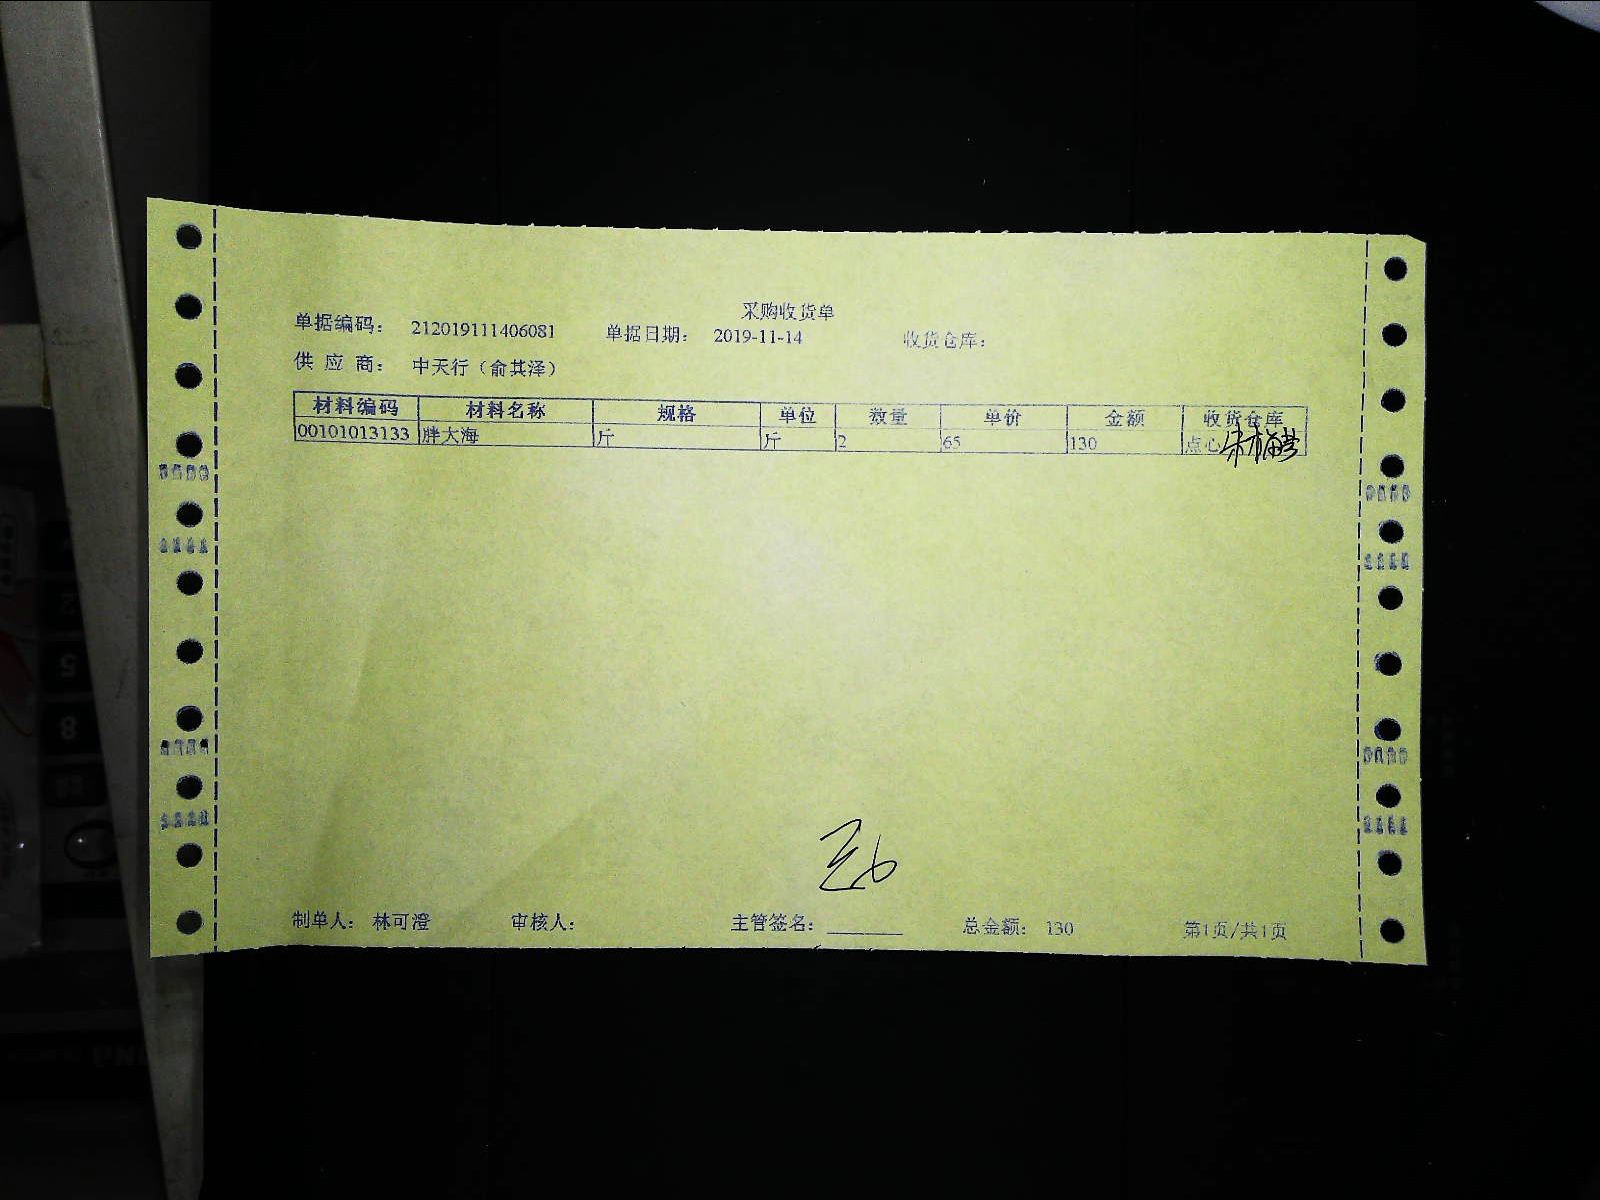 采购收货单
单据编码: 212019111406081 单据日期: 2019-11-14 收货仓库:
供 应 商: 中天行（俞其泽）
材料编码 材料名称 规格 单位 数量 单价 金额 收货仓库
00101013133 胖大海 斤 斤 2 65 130 点心
制单人: 林可澄 审核人: 主管签名: 总金额: 130 第1页/共1页